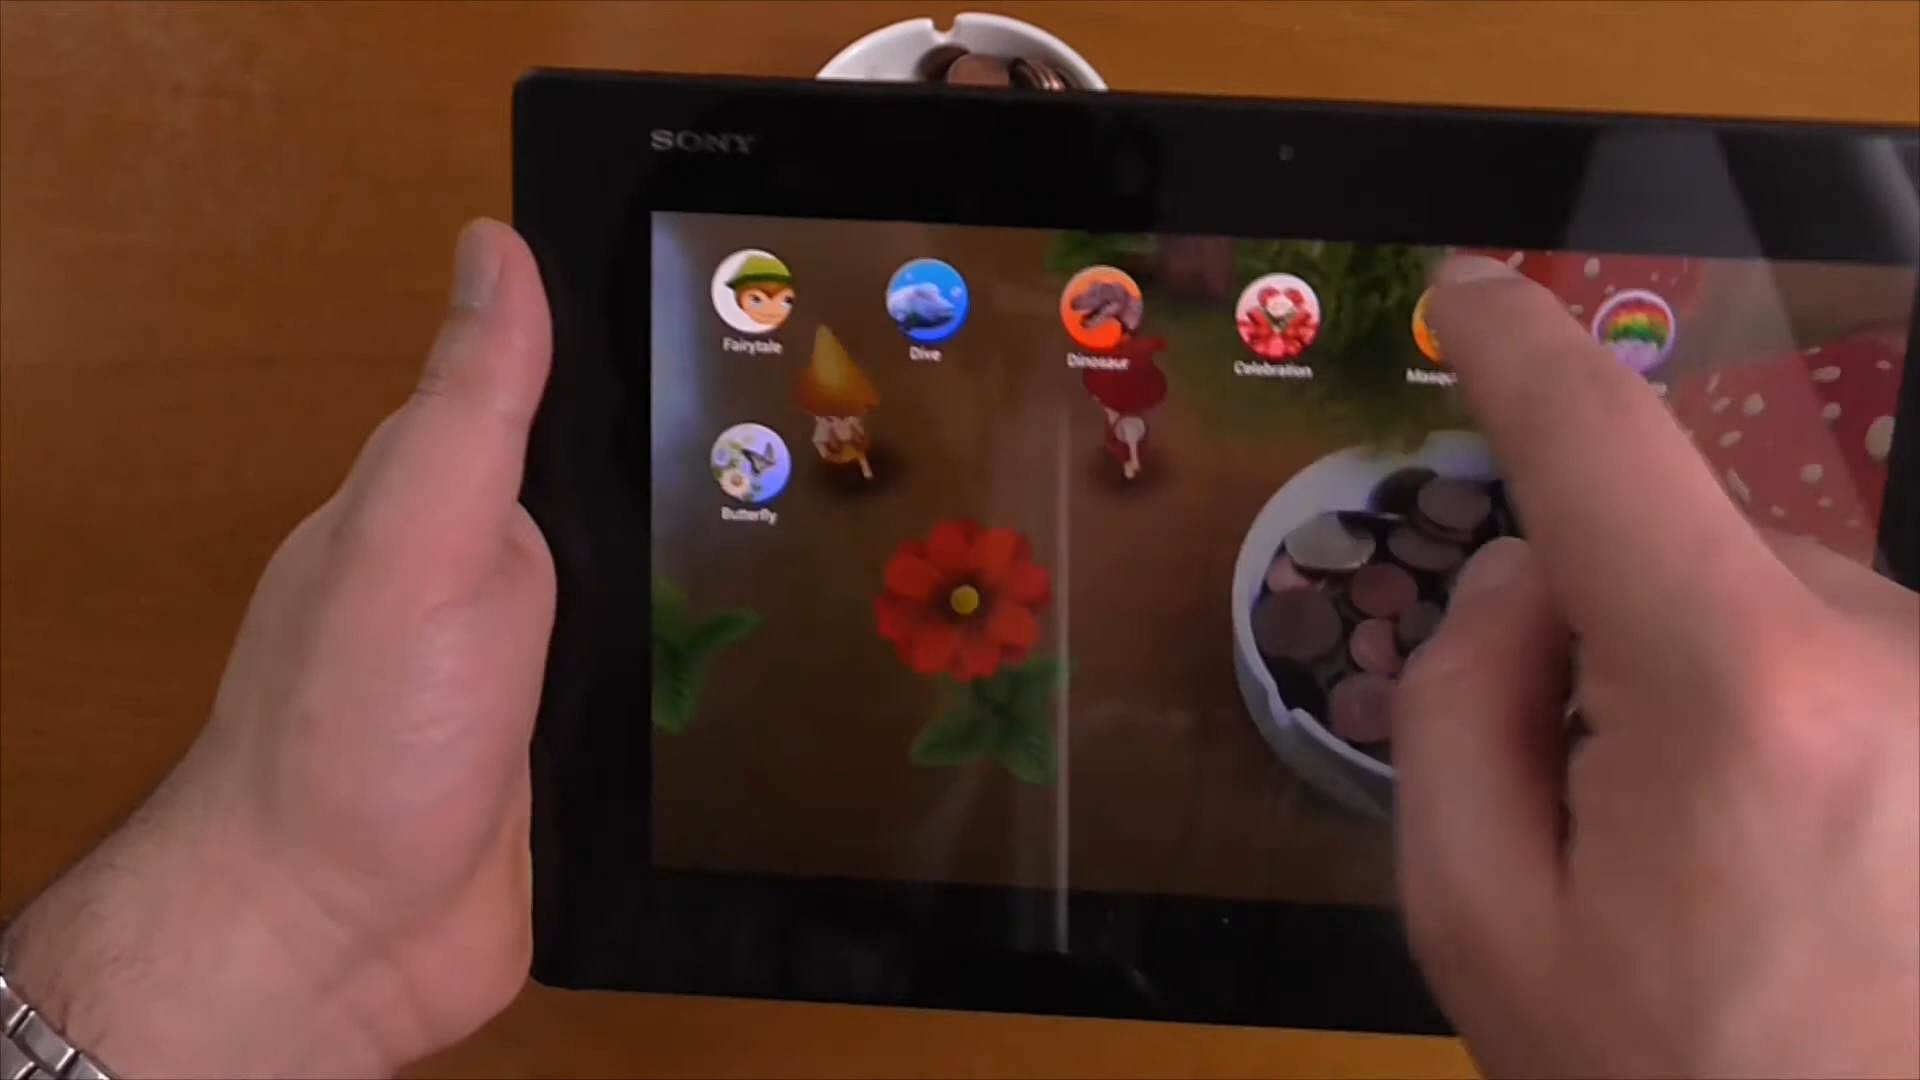 SONY
Fairytale
Dive
Dinosaur
Celebration
Butterfly